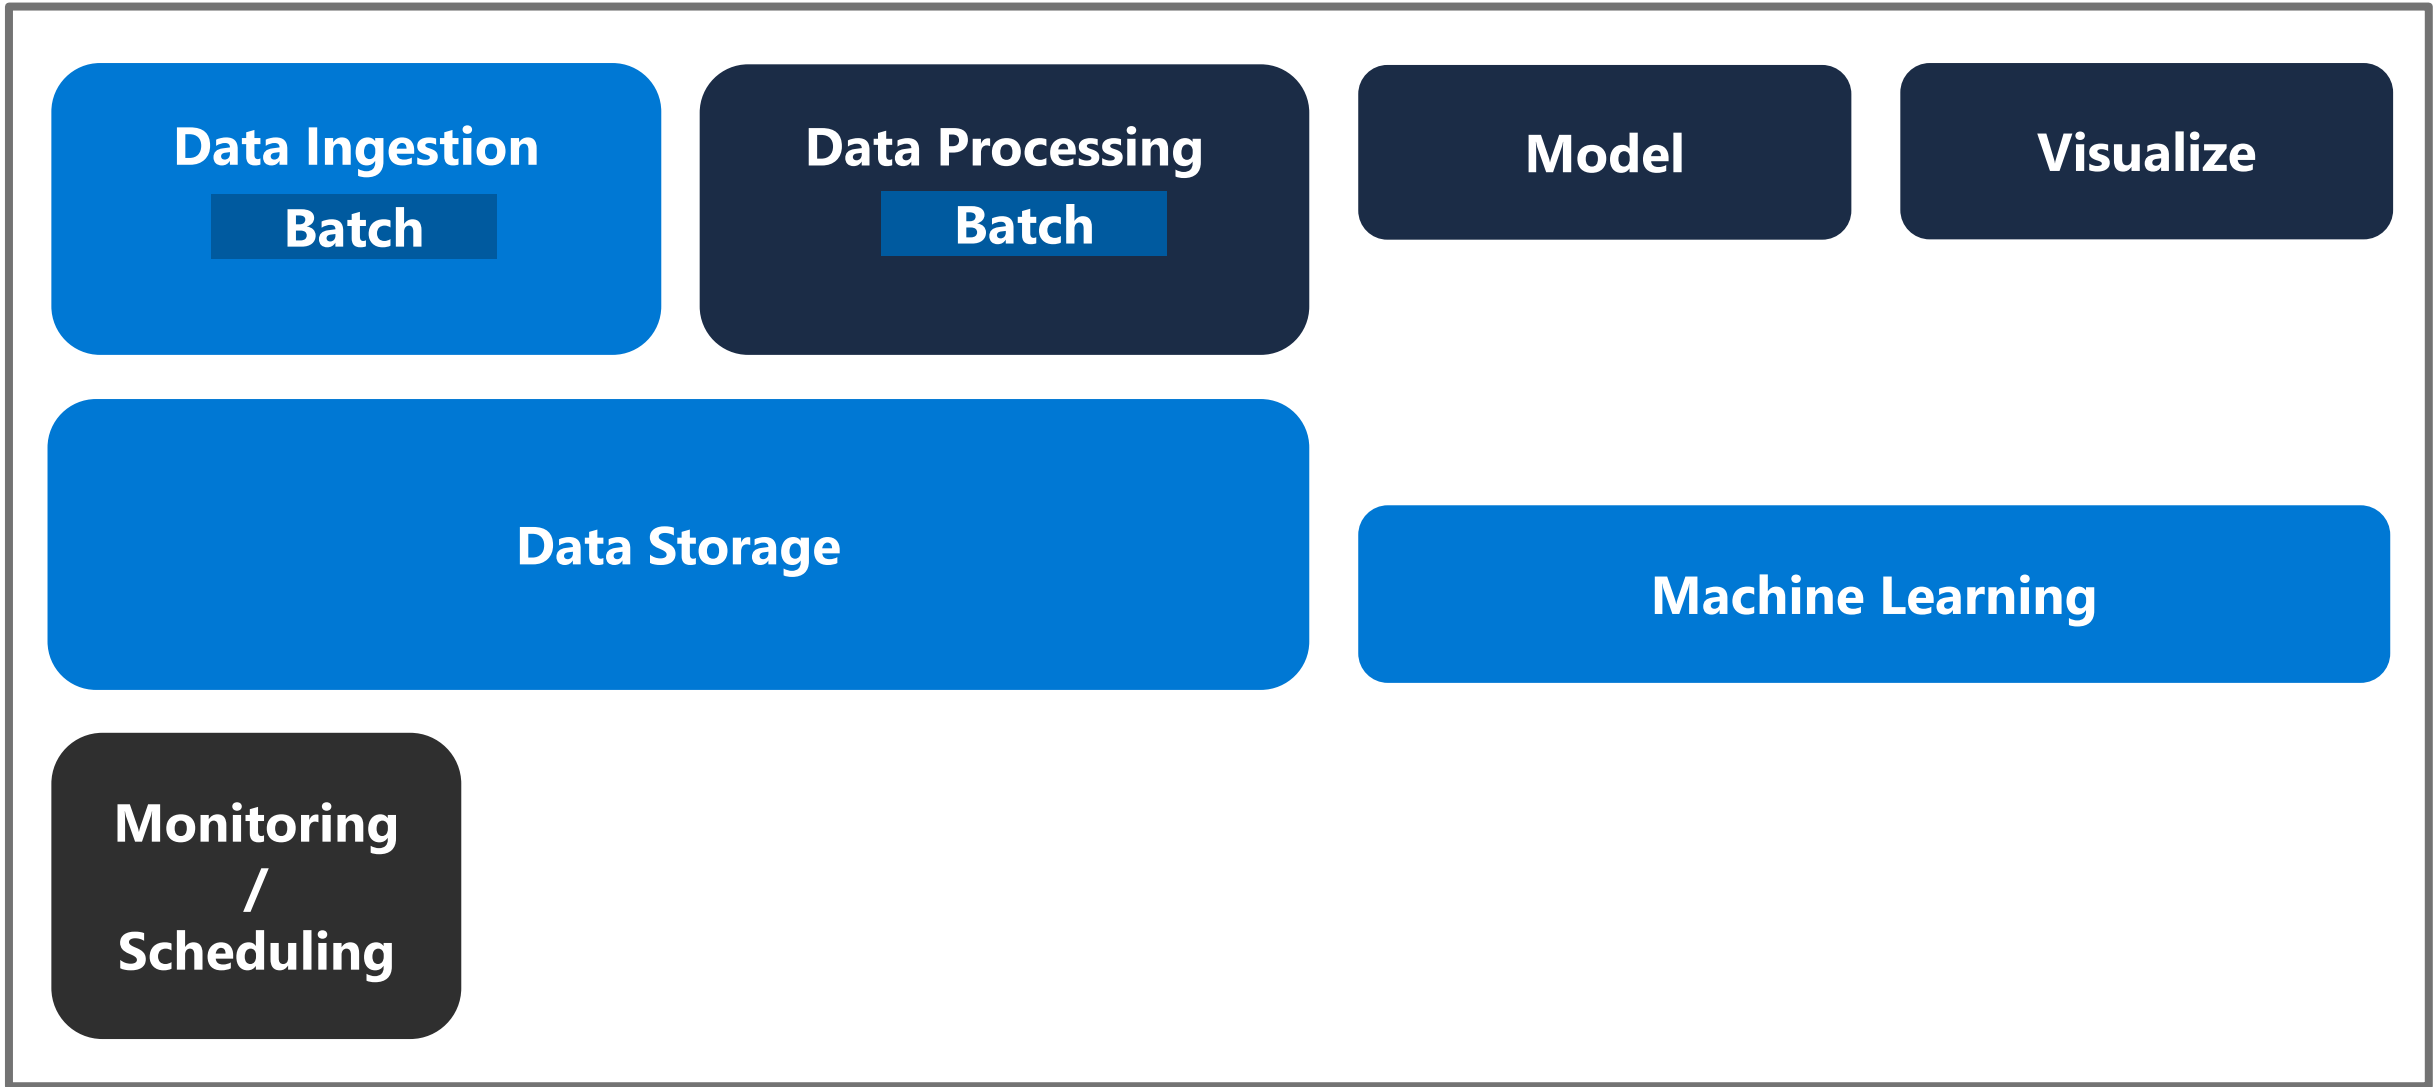 Data Ingestion
Batch
Data Processing
Batch
Model
Visualize
Data Storage
Machine Learning
Monitoring
/
Scheduling